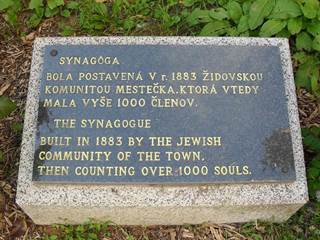 SYNAGÓGA
BOLA POSTAVENÁ V r. 1883 ŽIDOVSKOU
KOMUNITOU MESTEČKA, KTORÁ VTEDY
MALA VYŠE 1000 ČLENOV.
THE SYNAGOGUE
BUILT IN 1883 BY THE JEWISH
COMMUNITY OF THE TOWN.
THEN COUNTING OVER 1000 SOULS.